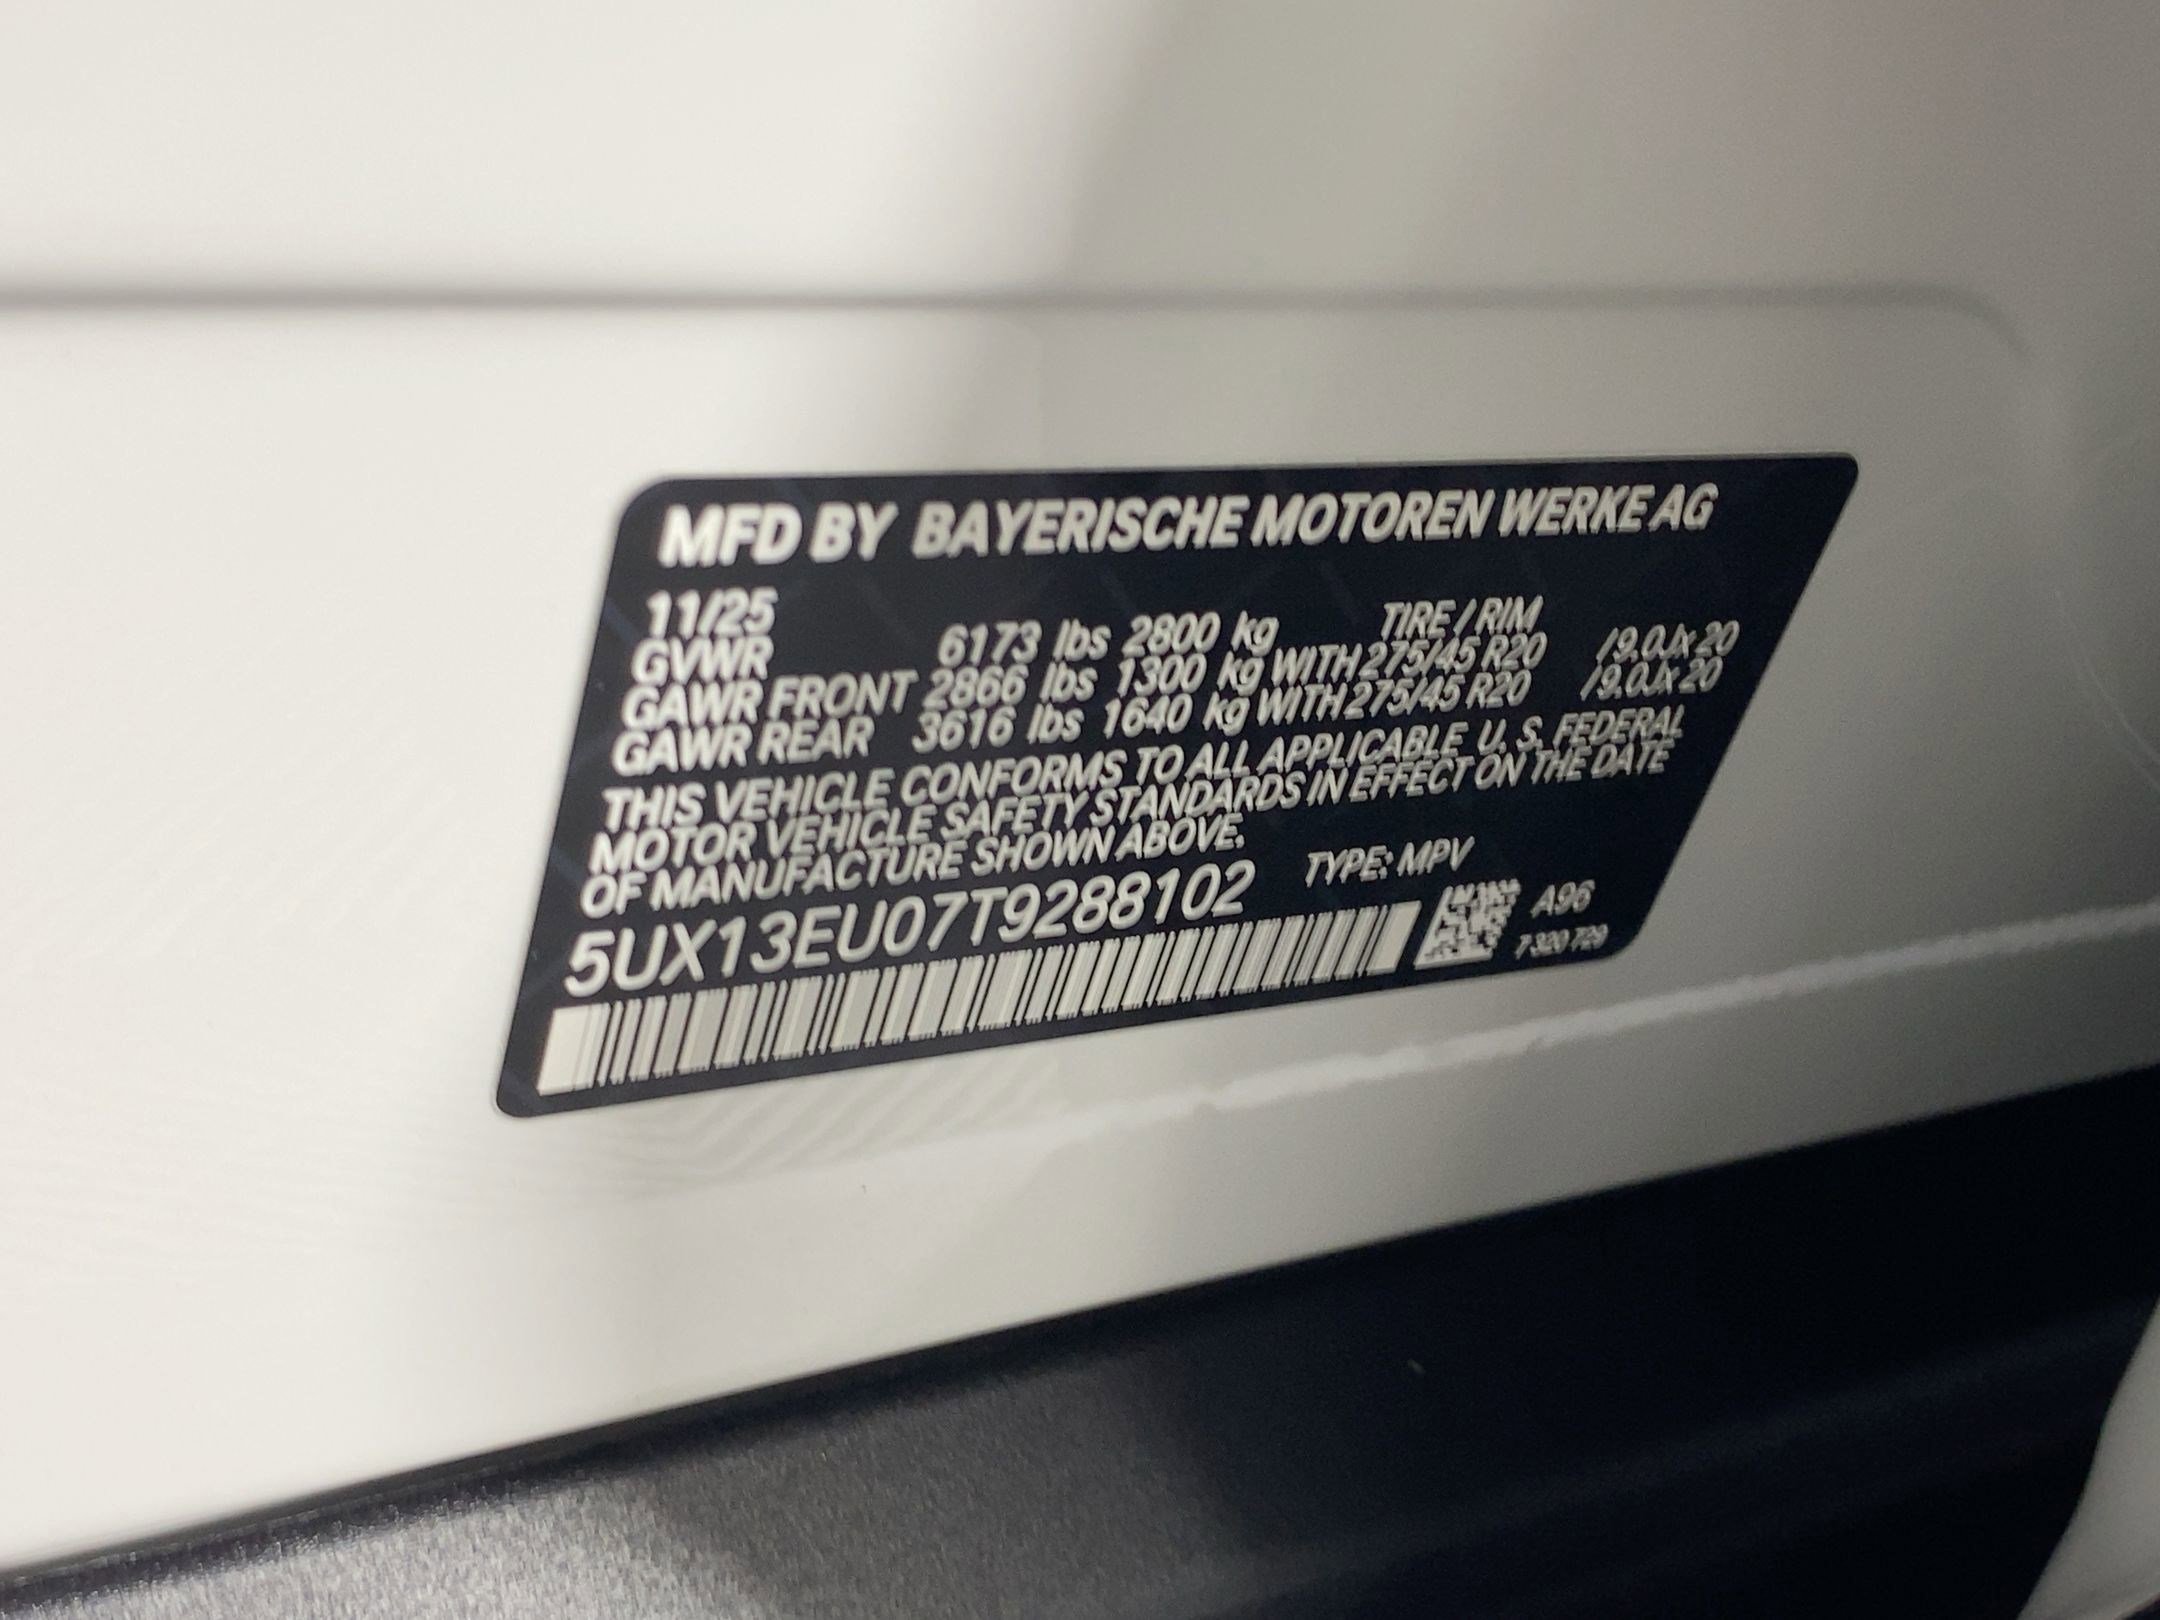 MFD BY BAYERISCHE MOTOREN WERKE AG
11/25
TIRE / RIM
GVWR 6173 lbs 2800 kg
GAWR FRONT 2866 lbs 1300 kg WITH 275/45 R20 /9.0Jx20
GAWR REAR 3616 lbs 1640 kg WITH 275/45 R20 /9.0Jx20
THIS VEHICLE CONFORMS TO ALL APPLICABLE U. S. FEDERAL
MOTOR VEHICLE SAFETY STANDARDS IN EFFECT ON THE DATE
OF MANUFACTURE SHOWN ABOVE.
5UX13EU07T9288102 TYPE: MPV
A96
7 320 729